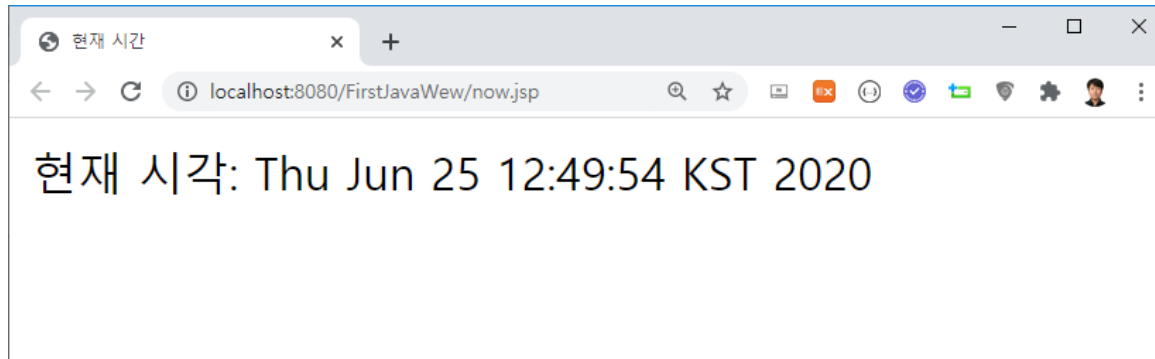 현재 시간
localhost:8080/FirstJavaWew/now.jsp
현재 시각: Thu Jun 25 12:49:54 KST 2020